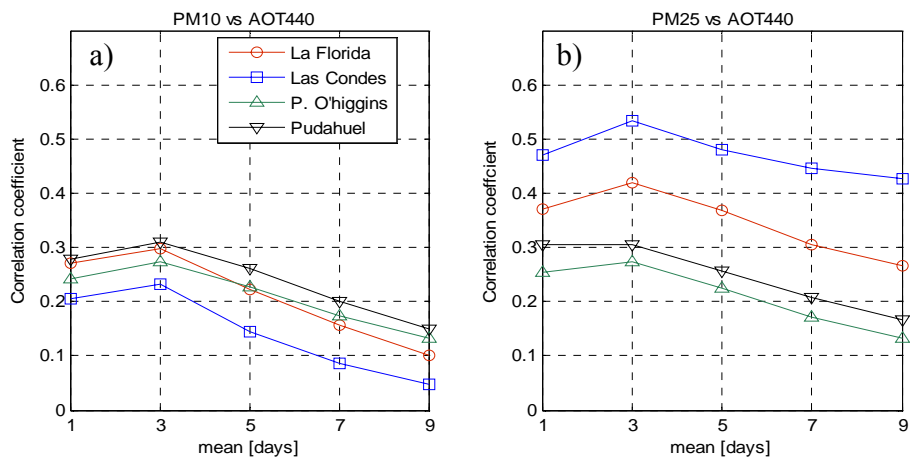 PM10 vs AOT440
a)
La Florida
Las Condes
P. O'higgins
Pudahuel
Correlation coeffcient
0.6
0.5
0.4
0.3
0.2
0.1
0
1 3 5 7 9
mean [days]
PM25 vs AOT440
b)
Correlation coeffcient
0.6
0.5
0.4
0.3
0.2
0.1
0
1 3 5 7 9
mean [days]